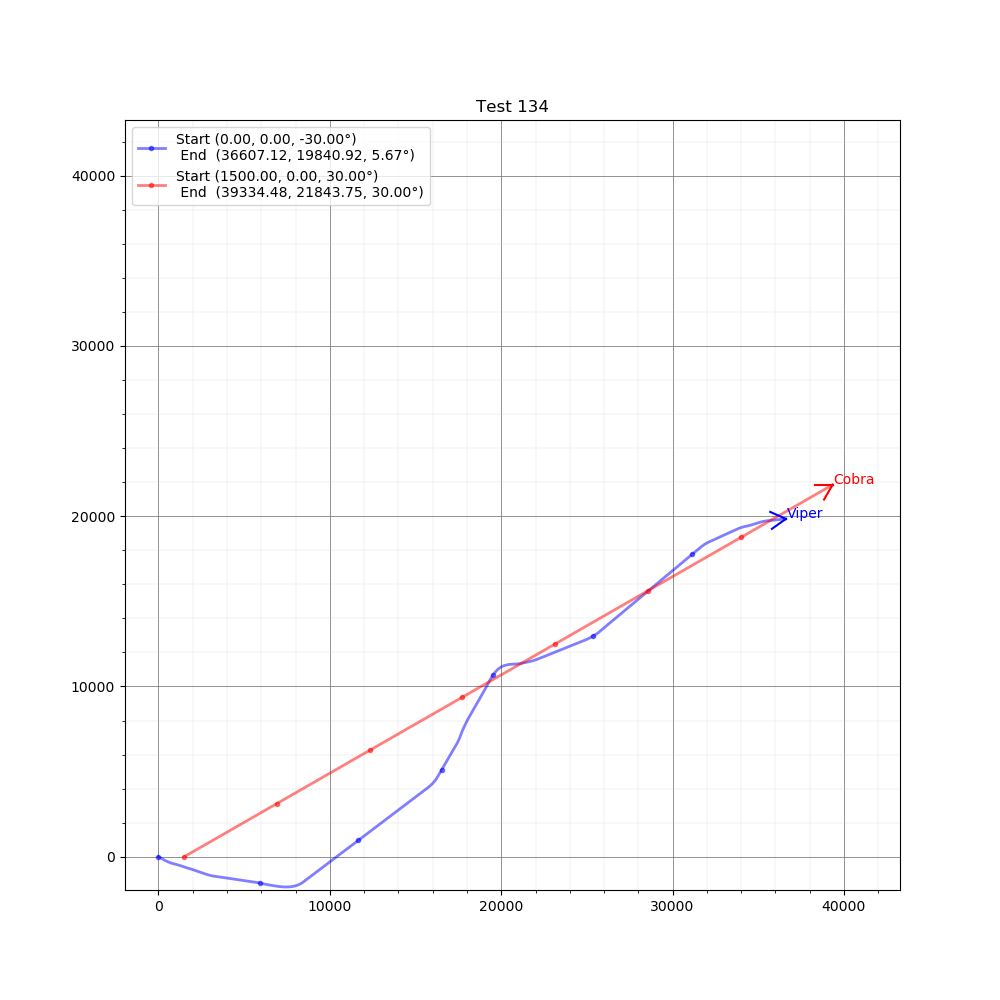 Test 134
Start (0.00, 0.00, -30.00°)
End  (36607.12, 19840.92, 5.67°)
Start (1500.00, 0.00, 30.00°)
End  (39334.48, 21843.75, 30.00°)
40000
30000
20000
10000
0
Cobra
Viper
0
10000
20000
30000
40000